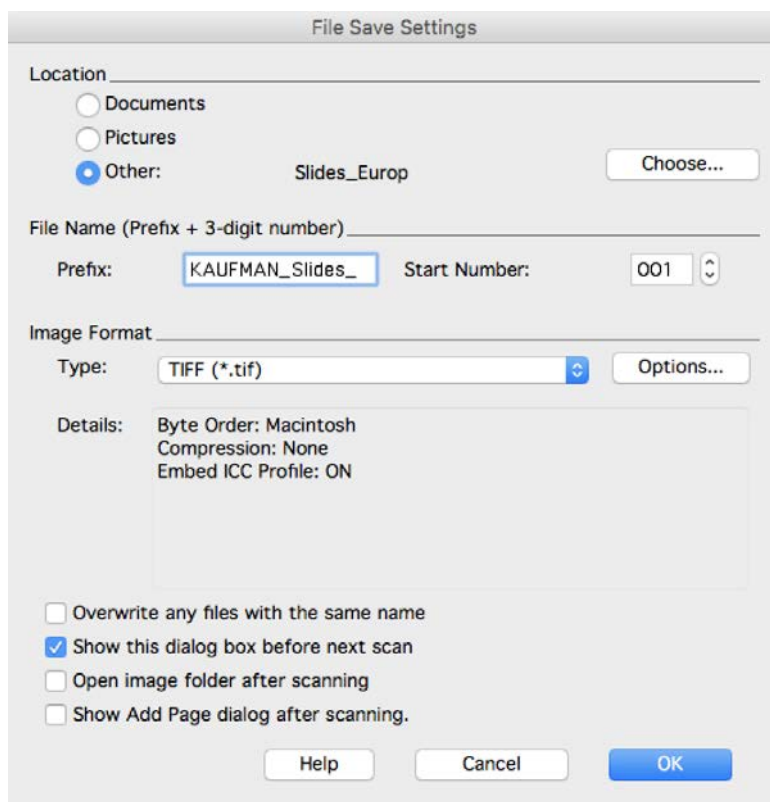 File Save Settings
Location
Documents
Pictures
Other: Slides_Europ Choose...
File Name (Prefix + 3-digit number)
Prefix: KAUFMAN_Slides_ Start Number: 001
Image Format
Type: TIFF (*.tif) Options...
Details: Byte Order: Macintosh
Compression: None
Embed ICC Profile: ON
Overwrite any files with the same name
Show this dialog box before next scan
Open image folder after scanning
Show Add Page dialog after scanning.
Help Cancel OK